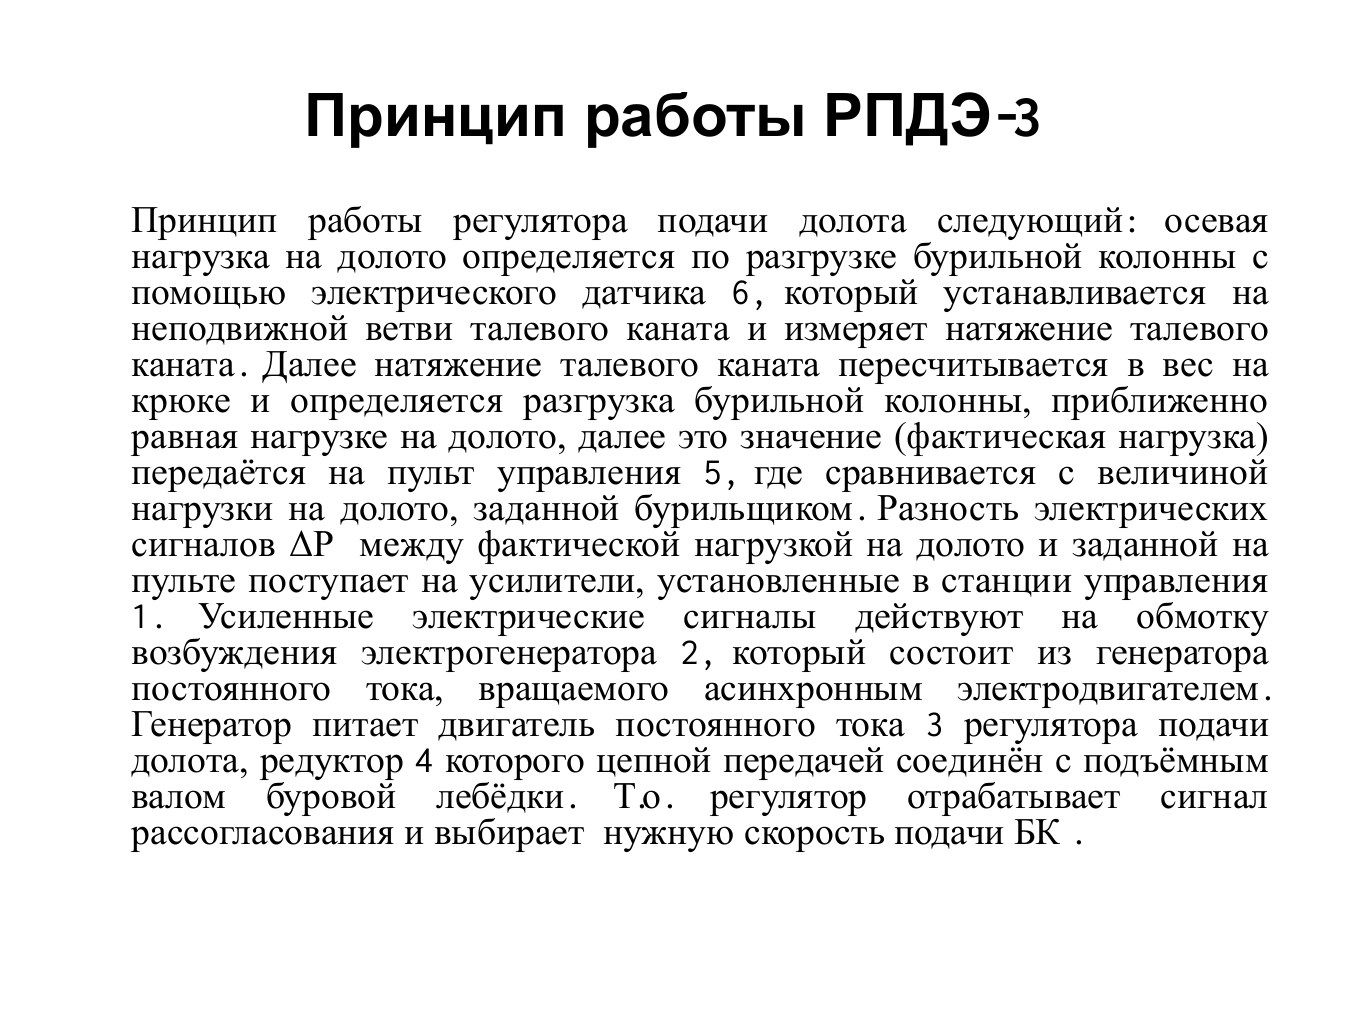 Принцип работы РПДЭ-3
Принцип работы регулятора подачи долота следующий: осевая
нагрузка на долото определяется по разгрузке бурильной колонны с
помощью электрического датчика 6, который устанавливается на
неподвижной ветви талевого каната и измеряет натяжение талевого
каната. Далее натяжение талевого каната пересчитывается в вес на
крюке и определяется разгрузка бурильной колонны, приближенно
равная нагрузке на долото, далее это значение (фактическая нагрузка)
передаётся на пульт управления 5, где сравнивается с величиной
нагрузки на долото, заданной бурильщиком. Разность электрических
сигналов ΔР между фактической нагрузкой на долото и заданной на
пульте поступает на усилители, установленные в станции управления
1. Усиленные электрические сигналы действуют на обмотку
возбуждения электрогенератора 2, который состоит из генератора
постоянного тока, вращаемого асинхронным электродвигателем.
Генератор питает двигатель постоянного тока 3 регулятора подачи
долота, редуктор 4 которого цепной передачей соединён с подъёмным
валом буровой лебёдки. Т.о. регулятор отрабатывает сигнал
рассогласования и выбирает нужную скорость подачи БК .